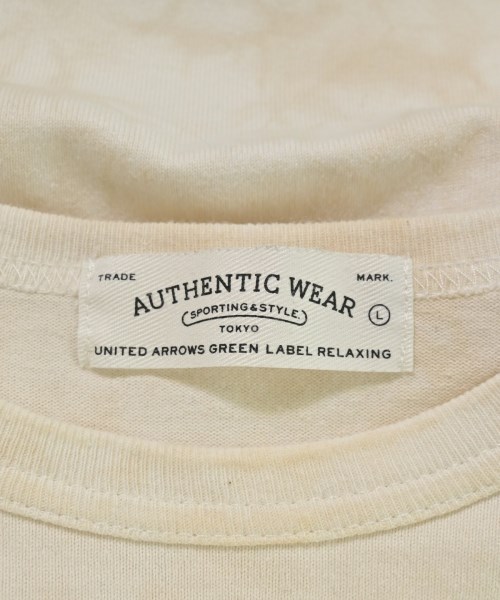 TRADE MARK.
AUTHENTIC WEAR
SPORTING & STYLE.
TOKYO
L
UNITED ARROWS GREEN LABEL RELAXING